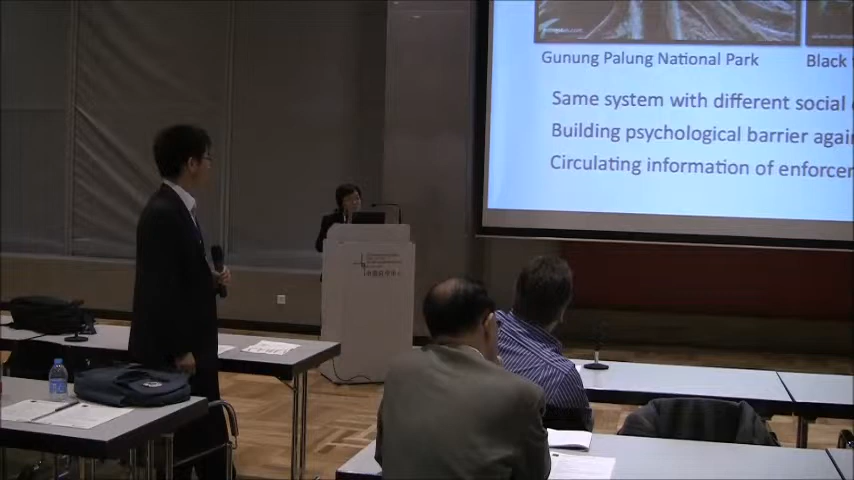 Gunung Palung National Park
Black
Same system with different social
Building psychological barrier agai
Circulating information of enforcem